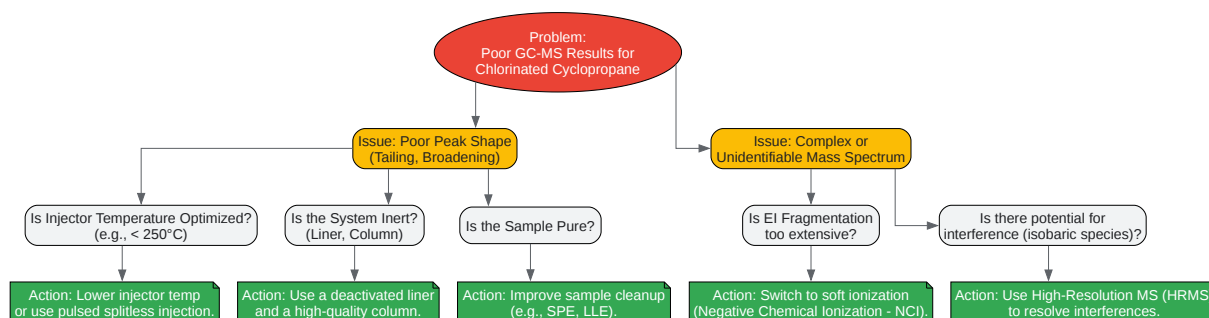 Problem:
Poor GC-MS Results for
Chlorinated Cyclopropane
Issue: Poor Peak Shape
(Tailing, Broadening)
Issue: Complex or
Unidentifiable Mass Spectrum
Is Injector Temperature Optimized?
(e.g., < 250°C)
Is the System Inert?
(Liner, Column)
Is the Sample Pure?
Is EI Fragmentation
too extensive?
Is there potential for
interference (isobaric species)?
Action: Lower injector temp
or use pulsed splitless injection.
Action: Use a deactivated liner
and a high-quality column.
Action: Improve sample cleanup
(e.g., SPE, LLE).
Action: Switch to soft ionization
(Negative Chemical Ionization - NCI).
Action: Use High-Resolution MS (HRMS
to resolve interferences.